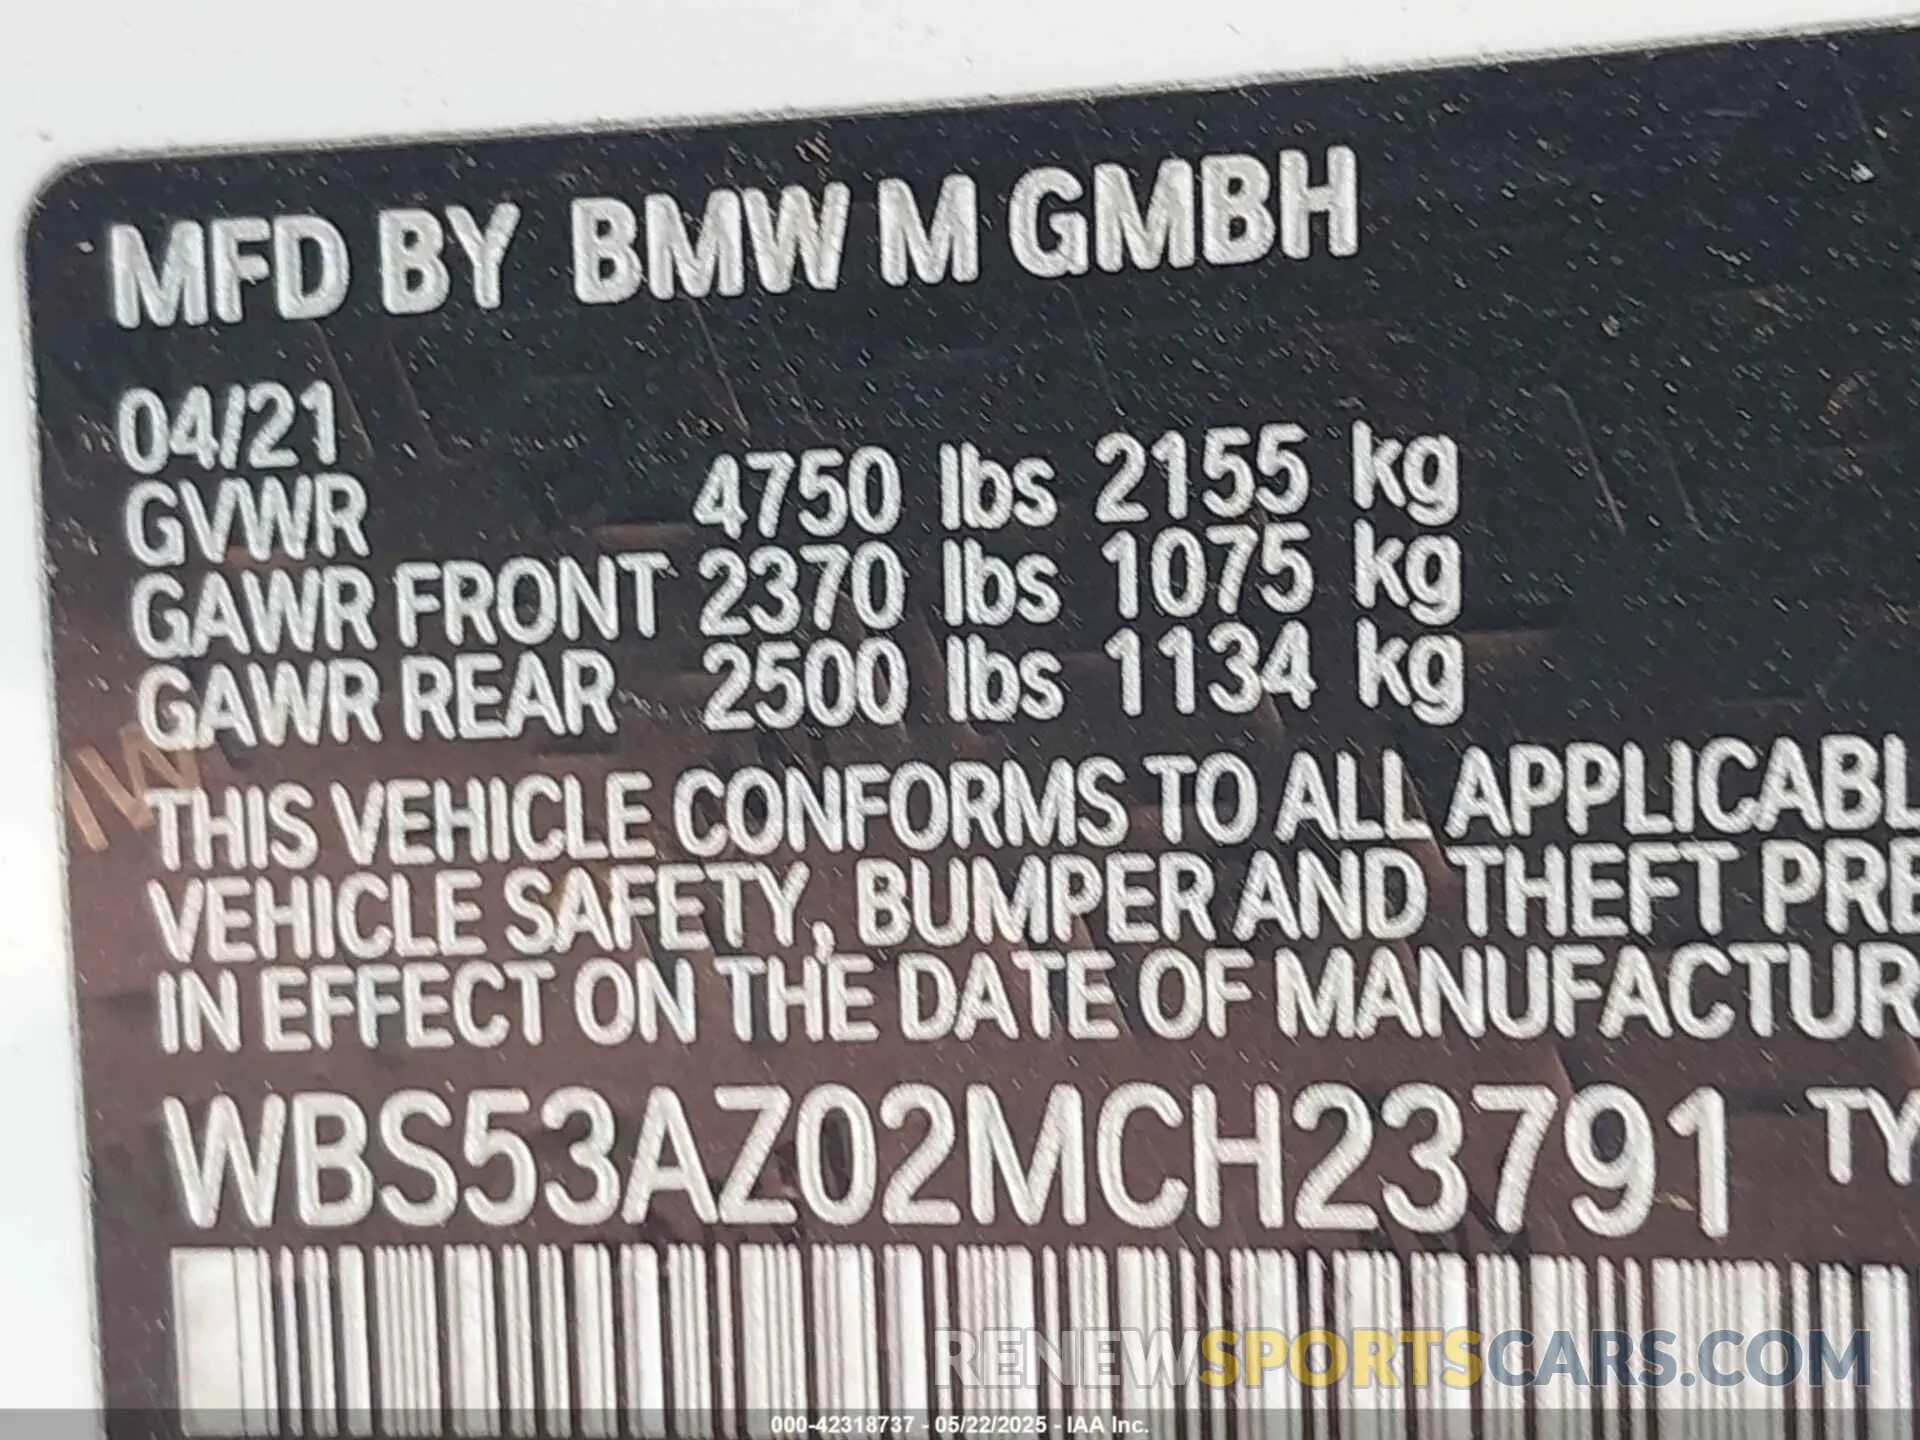 MFD BY BMW M GMBH
04/21
GVWR 4750 lbs 2155 kg
GAWR FRONT 2370 lbs 1075 kg
GAWR REAR 2500 lbs 1134 kg
THIS VEHICLE CONFORMS TO ALL APPLICABL
VEHICLE SAFETY, BUMPER AND THEFT PRE
IN EFFECT ON THE DATE OF MANUFACTUR
WBS53AZ02MCH23791 TY
RENEWSPORTSCARS.COM
000-42318737 - 05/22/2025 - IAA Inc.